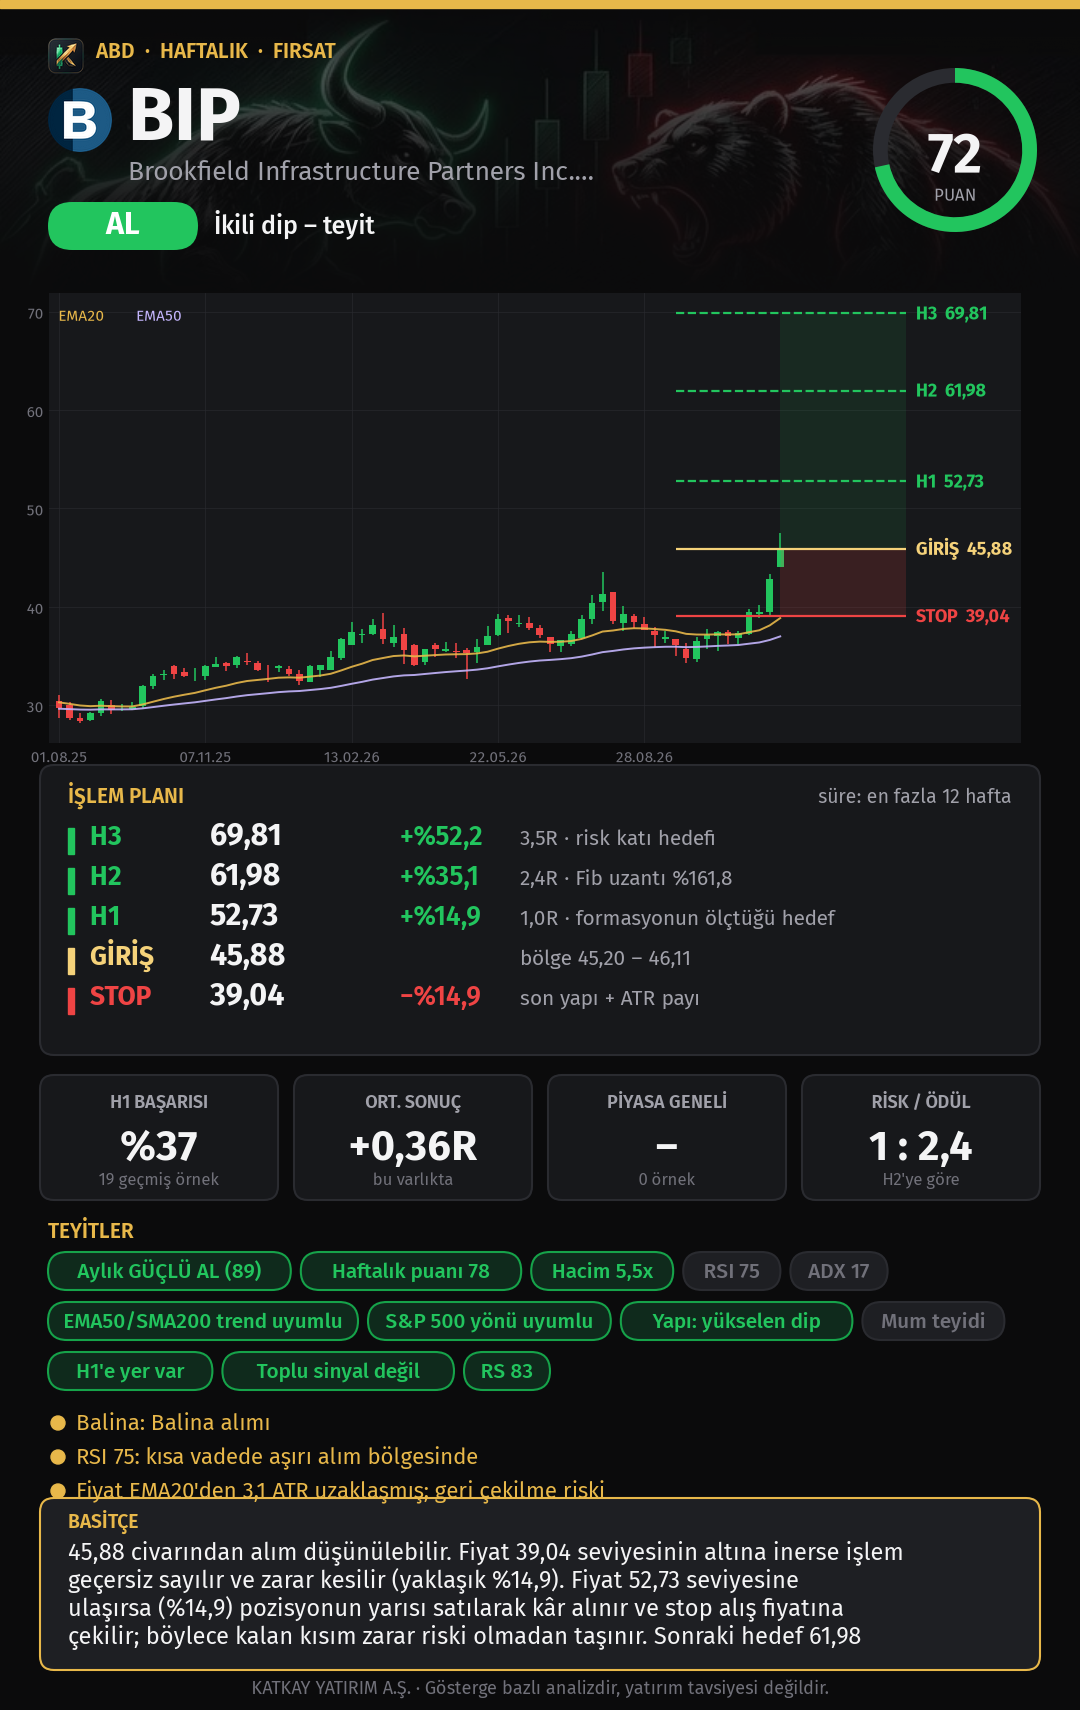 ABD · HAFTALIK · FIRSAT
B BIP
Brookfield Infrastructure Partners Inc....
72
PUAN
AL İkili dip – teyit
EMA20 EMA50
70
60
50
40
30
H3 69,81
H2 61,98
H1 52,73
GİRİŞ 45,88
STOP 39,04
01.08.25 07.11.25 13.02.26 22.05.26 28.08.26
İŞLEM PLANI süre: en fazla 12 hafta
H3 69,81 +%52,2 3,5R · risk katı hedefi
H2 61,98 +%35,1 2,4R · Fib uzantı %161,8
H1 52,73 +%14,9 1,0R · formasyonun ölçtüğü hedef
GİRİŞ 45,88 bölge 45,20 – 46,11
STOP 39,04 −%14,9 son yapı + ATR payı
H1 BAŞARISI
%37
19 geçmiş örnek
ORT. SONUÇ
+0,36R
bu varlıkta
PİYASA GENELİ
–
0 örnek
RİSK / ÖDÜL
1 : 2,4
H2'ye göre
TEYİTLER
Aylık GÜÇLÜ AL (89) Haftalık puanı 78 Hacim 5,5x RSI 75 ADX 17
EMA50/SMA200 trend uyumlu S&P 500 yönü uyumlu Yapı: yükselen dip Mum teyidi
H1'e yer var Toplu sinyal değil RS 83
● Balina: Balina alımı
● RSI 75: kısa vadede aşırı alım bölgesinde
● Fiyat EMA20'den 3,1 ATR uzaklaşmış; geri çekilme riski
BASİTÇE
45,88 civarından alım düşünülebilir. Fiyat 39,04 seviyesinin altına inerse işlem
geçersiz sayılır ve zarar kesilir (yaklaşık %14,9). Fiyat 52,73 seviyesine
ulaşırsa (%14,9) pozisyonun yarısı satılarak kâr alınır ve stop alış fiyatına
çekilir; böylece kalan kısım zarar riski olmadan taşınır. Sonraki hedef 61,98
KATKAY YATIRIM A.Ş. · Gösterge bazlı analizdir, yatırım tavsiyesi değildir.